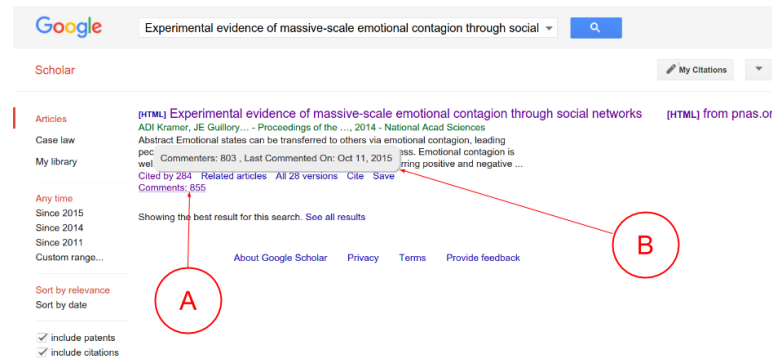 Google
Experimental evidence of massive-scale emotional contagion through social
Scholar
My Citations
Articles
Case law
My library
Any time
Since 2015
Since 2014
Since 2011
Custom range...
Sort by relevance
Sort by date
include patents
include citations
[HTML] Experimental evidence of massive-scale emotional contagion through social networks
ADI Kramer, JE Guillory... - Proceedings of the ..., 2014 - National Acad Sciences
Abstract Emotional states can be transferred to others via emotional contagion, leading
ess. Emotional contagion is
Commenters: 803 , Last Commented On: Oct 11, 2015
rring positive and negative ...
Cited by 284 Related articles All 28 versions Cite Save
Comments: 855
[HTML] from pnas.or
Showing the best result for this search. See all results
About Google Scholar Privacy Terms Provide feedback
A
B